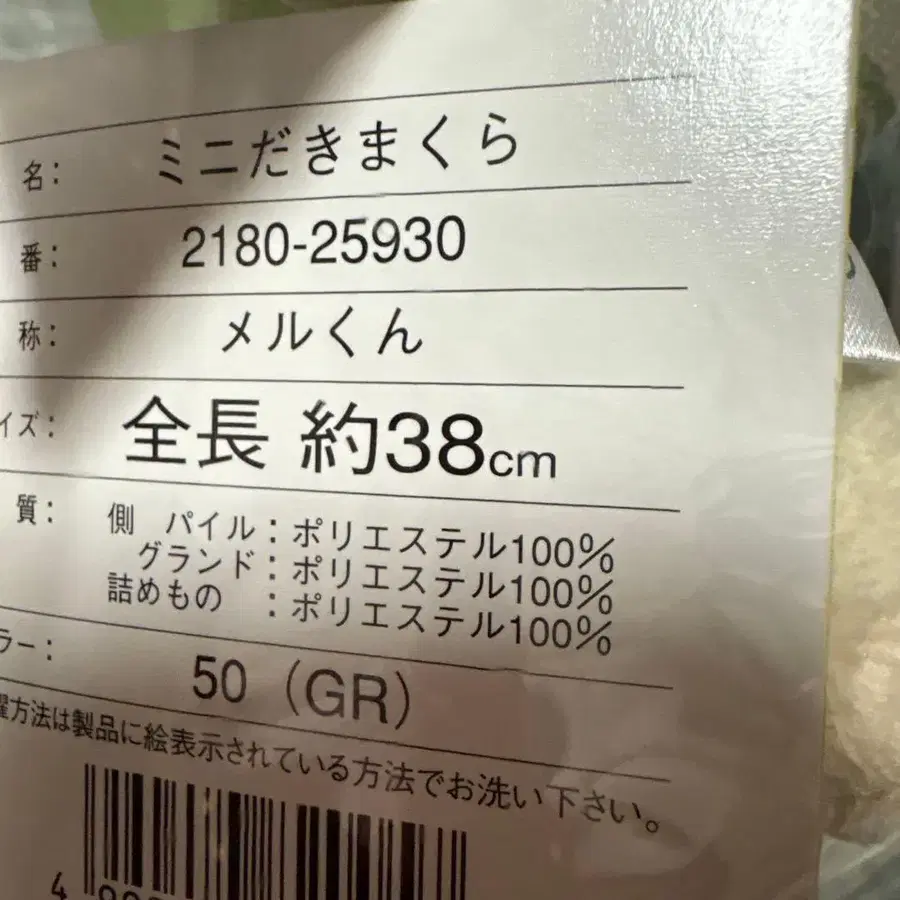 名： ミニだきまくら
番： 2180-25930
称： メルくん
イズ： 全長 約38cm
質： 側 パイル：ポリエステル100%
グランド：ポリエステル100%
詰めもの ：ポリエステル100%
ラー： 50（GR）
濯方法は製品に絵表示されている方法でお洗い下さい。
4